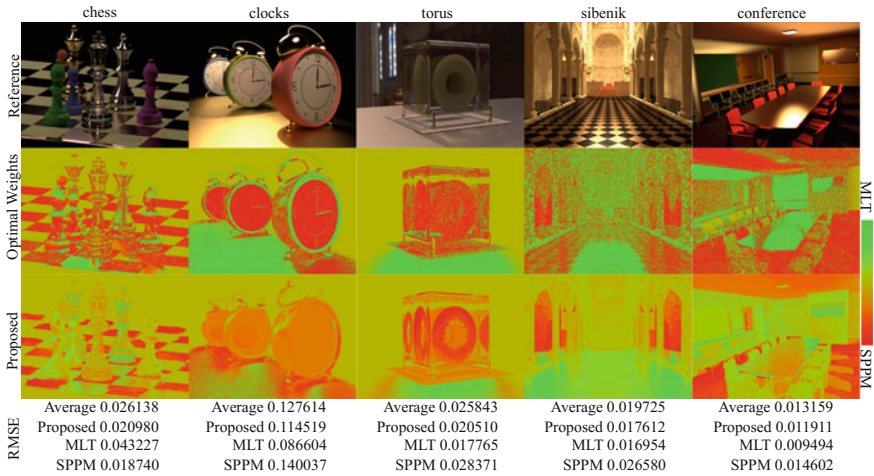 chess clocks torus sibenik conference
Reference
Optimal Weights
MLT
SPPM
Proposed
RMSE
Average 0.026138 Average 0.127614 Average 0.025843 Average 0.019725 Average 0.013159
Proposed 0.020980 Proposed 0.114519 Proposed 0.020510 Proposed 0.017612 Proposed 0.011911
MLT 0.043227 MLT 0.086604 MLT 0.017765 MLT 0.016954 MLT 0.009494
SPPM 0.018740 SPPM 0.140037 SPPM 0.028371 SPPM 0.026580 SPPM 0.014602